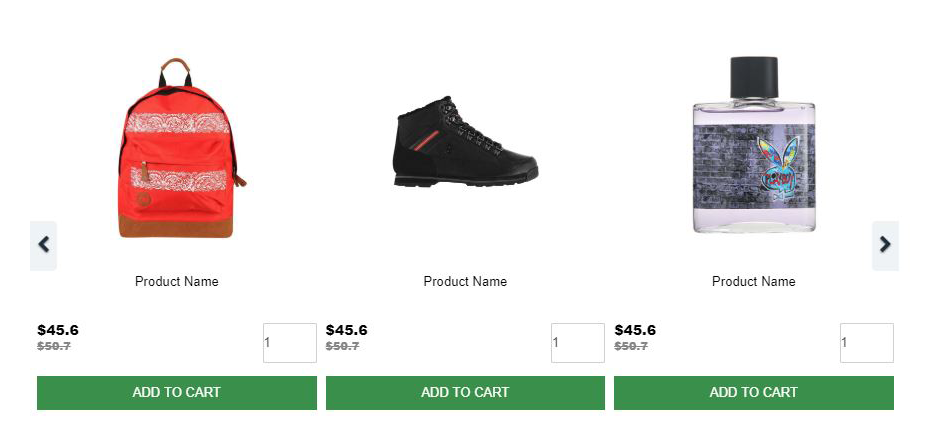 Product Name
$45.6
$50.7
1
ADD TO CART
Product Name
$45.6
$50.7
1
ADD TO CART
Product Name
$45.6
$50.7
1
ADD TO CART